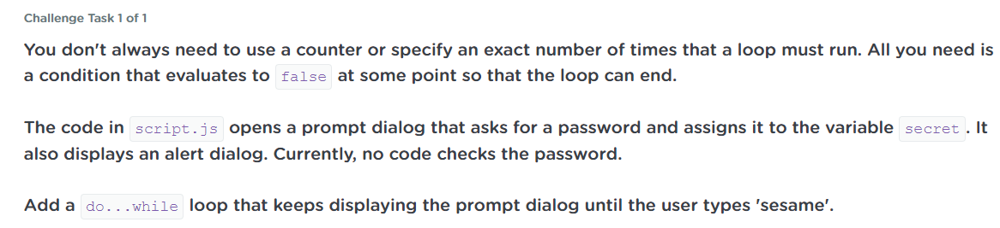 Challenge Task 1 of 1
You don't always need to use a counter or specify an exact number of times that a loop must run. All you need is
a condition that evaluates to false at some point so that the loop can end.
The code in script.js opens a prompt dialog that asks for a password and assigns it to the variable secret. It
also displays an alert dialog. Currently, no code checks the password.
Add a do...while loop that keeps displaying the prompt dialog until the user types 'sesame'.